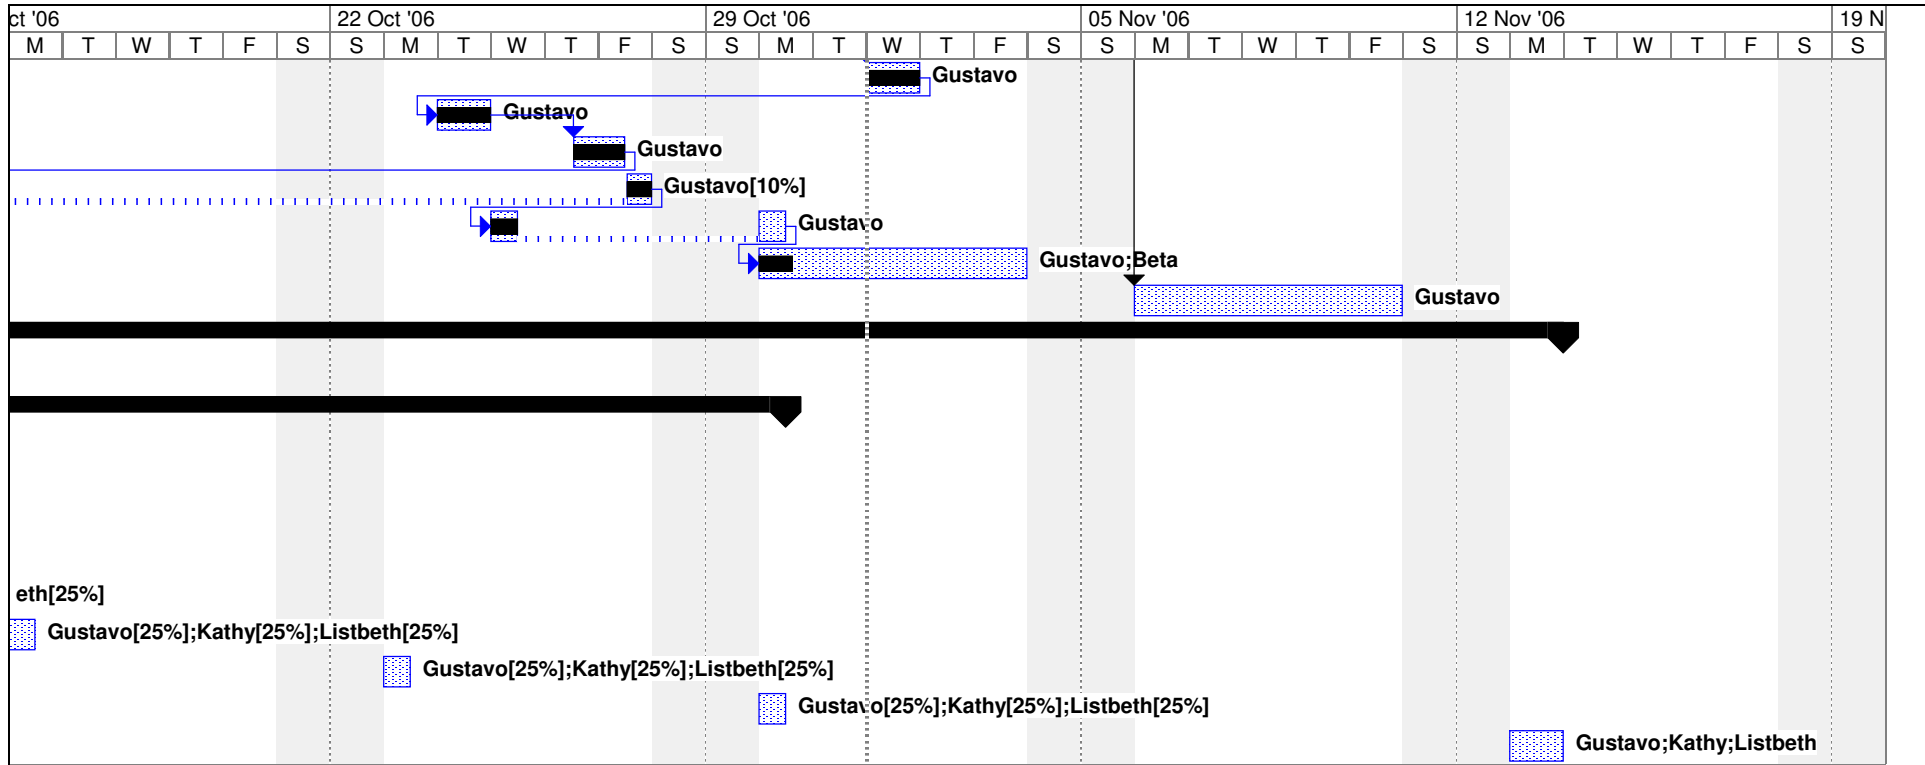 ct '06 22 Oct '06 29 Oct '06 05 Nov '06 12 Nov '06 19 N
M T W T F S S M T W T F S S M T W T F S S M T W T F S S M T W T F S S
Gustavo
Gustavo
Gustavo
Gustavo[10%]
Gustavo
Gustavo;Beta
Gustavo
eth[25%]
Gustavo[25%];Kathy[25%];Listbeth[25%]
Gustavo[25%];Kathy[25%];Listbeth[25%]
Gustavo[25%];Kathy[25%];Listbeth[25%]
Gustavo;Kathy;Listbeth